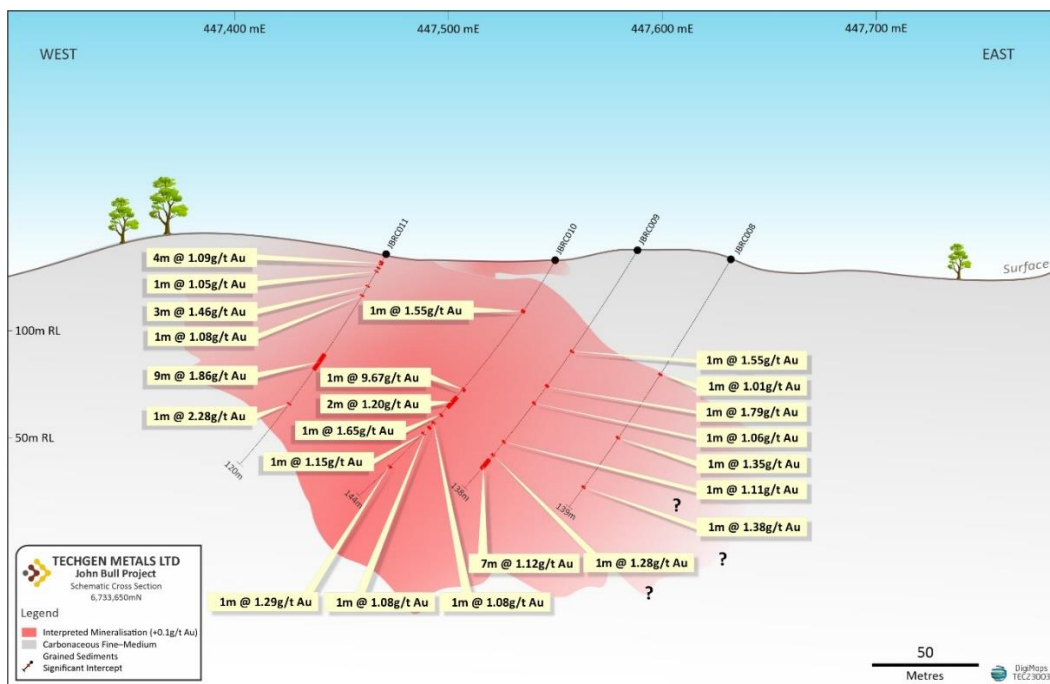 447,400 mE
447,500 mE
447,600 mE
447,700 mE
WEST
EAST
JBRC011
JBRC010
JBRC009
JBRC008
Surface
100m RL
50m RL
4m @ 1.09g/t Au
1m @ 1.05g/t Au
3m @ 1.46g/t Au
1m @ 1.08g/t Au
9m @ 1.86g/t Au
1m @ 2.28g/t Au
1m @ 1.55g/t Au
1m @ 9.67g/t Au
2m @ 1.20g/t Au
1m @ 1.65g/t Au
1m @ 1.15g/t Au
1m @ 1.55g/t Au
1m @ 1.01g/t Au
1m @ 1.79g/t Au
1m @ 1.06g/t Au
1m @ 1.35g/t Au
1m @ 1.11g/t Au
1m @ 1.38g/t Au
120m
144m
138m
139m
?
?
?
7m @ 1.12g/t Au
1m @ 1.28g/t Au
1m @ 1.29g/t Au
1m @ 1.08g/t Au
1m @ 1.08g/t Au
TECHGEN METALS LTD
John Bull Project
Schematic Cross Section
6,733,650mN
Legend
Interpreted Mineralisation (+0.1g/t Au)
Carbonaceous Fine–Medium
Grained Sediments
Significant Intercept
50
Metres
DigiMaps
TEC23003